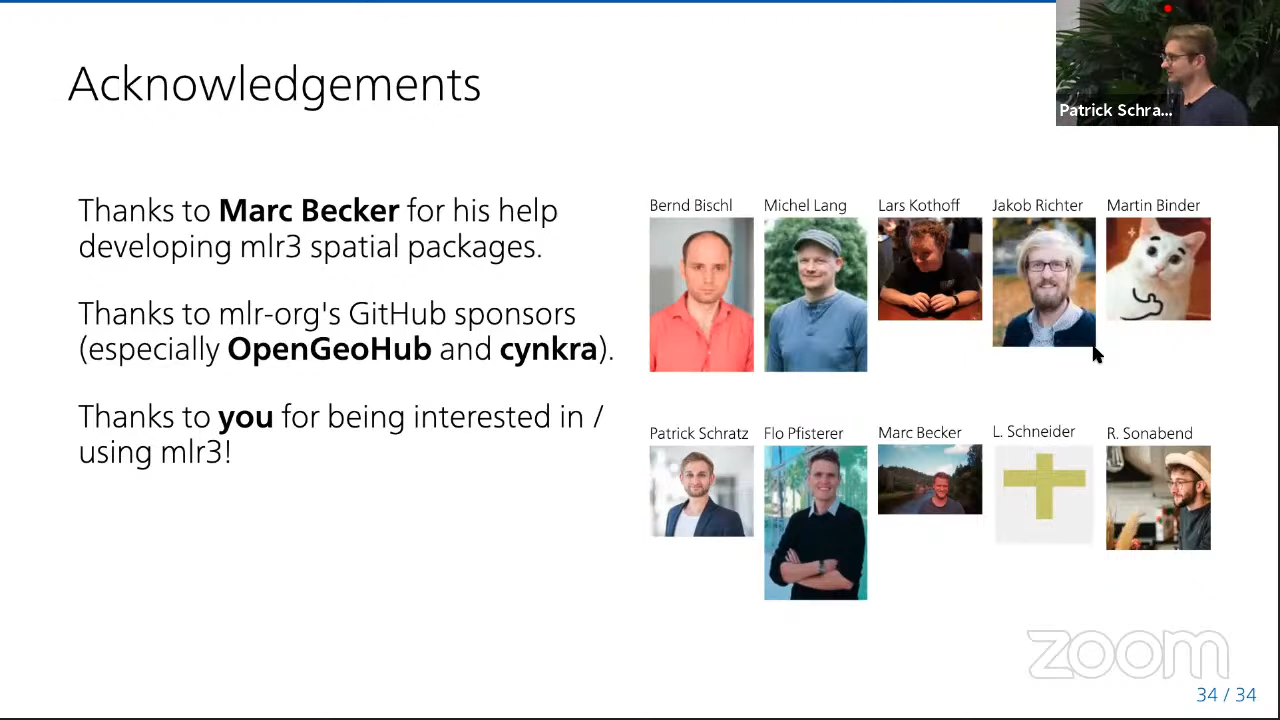 Patrick Schra...
Acknowledgements
Thanks to Marc Becker for his help
developing mlr3 spatial packages.
Thanks to mlr-org's GitHub sponsors
(especially OpenGeoHub and cynkra).
Thanks to you for being interested in /
using mlr3!
Bernd Bischl
Michel Lang
Lars Kothoff
Jakob Richter
Martin Binder
Patrick Schratz
Flo Pfisterer
Marc Becker
L. Schneider
R. Sonabend
zoom
34 / 34